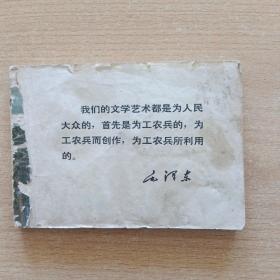 我们的文学艺术都是为人民
大众的，首先是为工农兵的，为
工农兵而创作，为工农兵所利用
的。
毛泽东